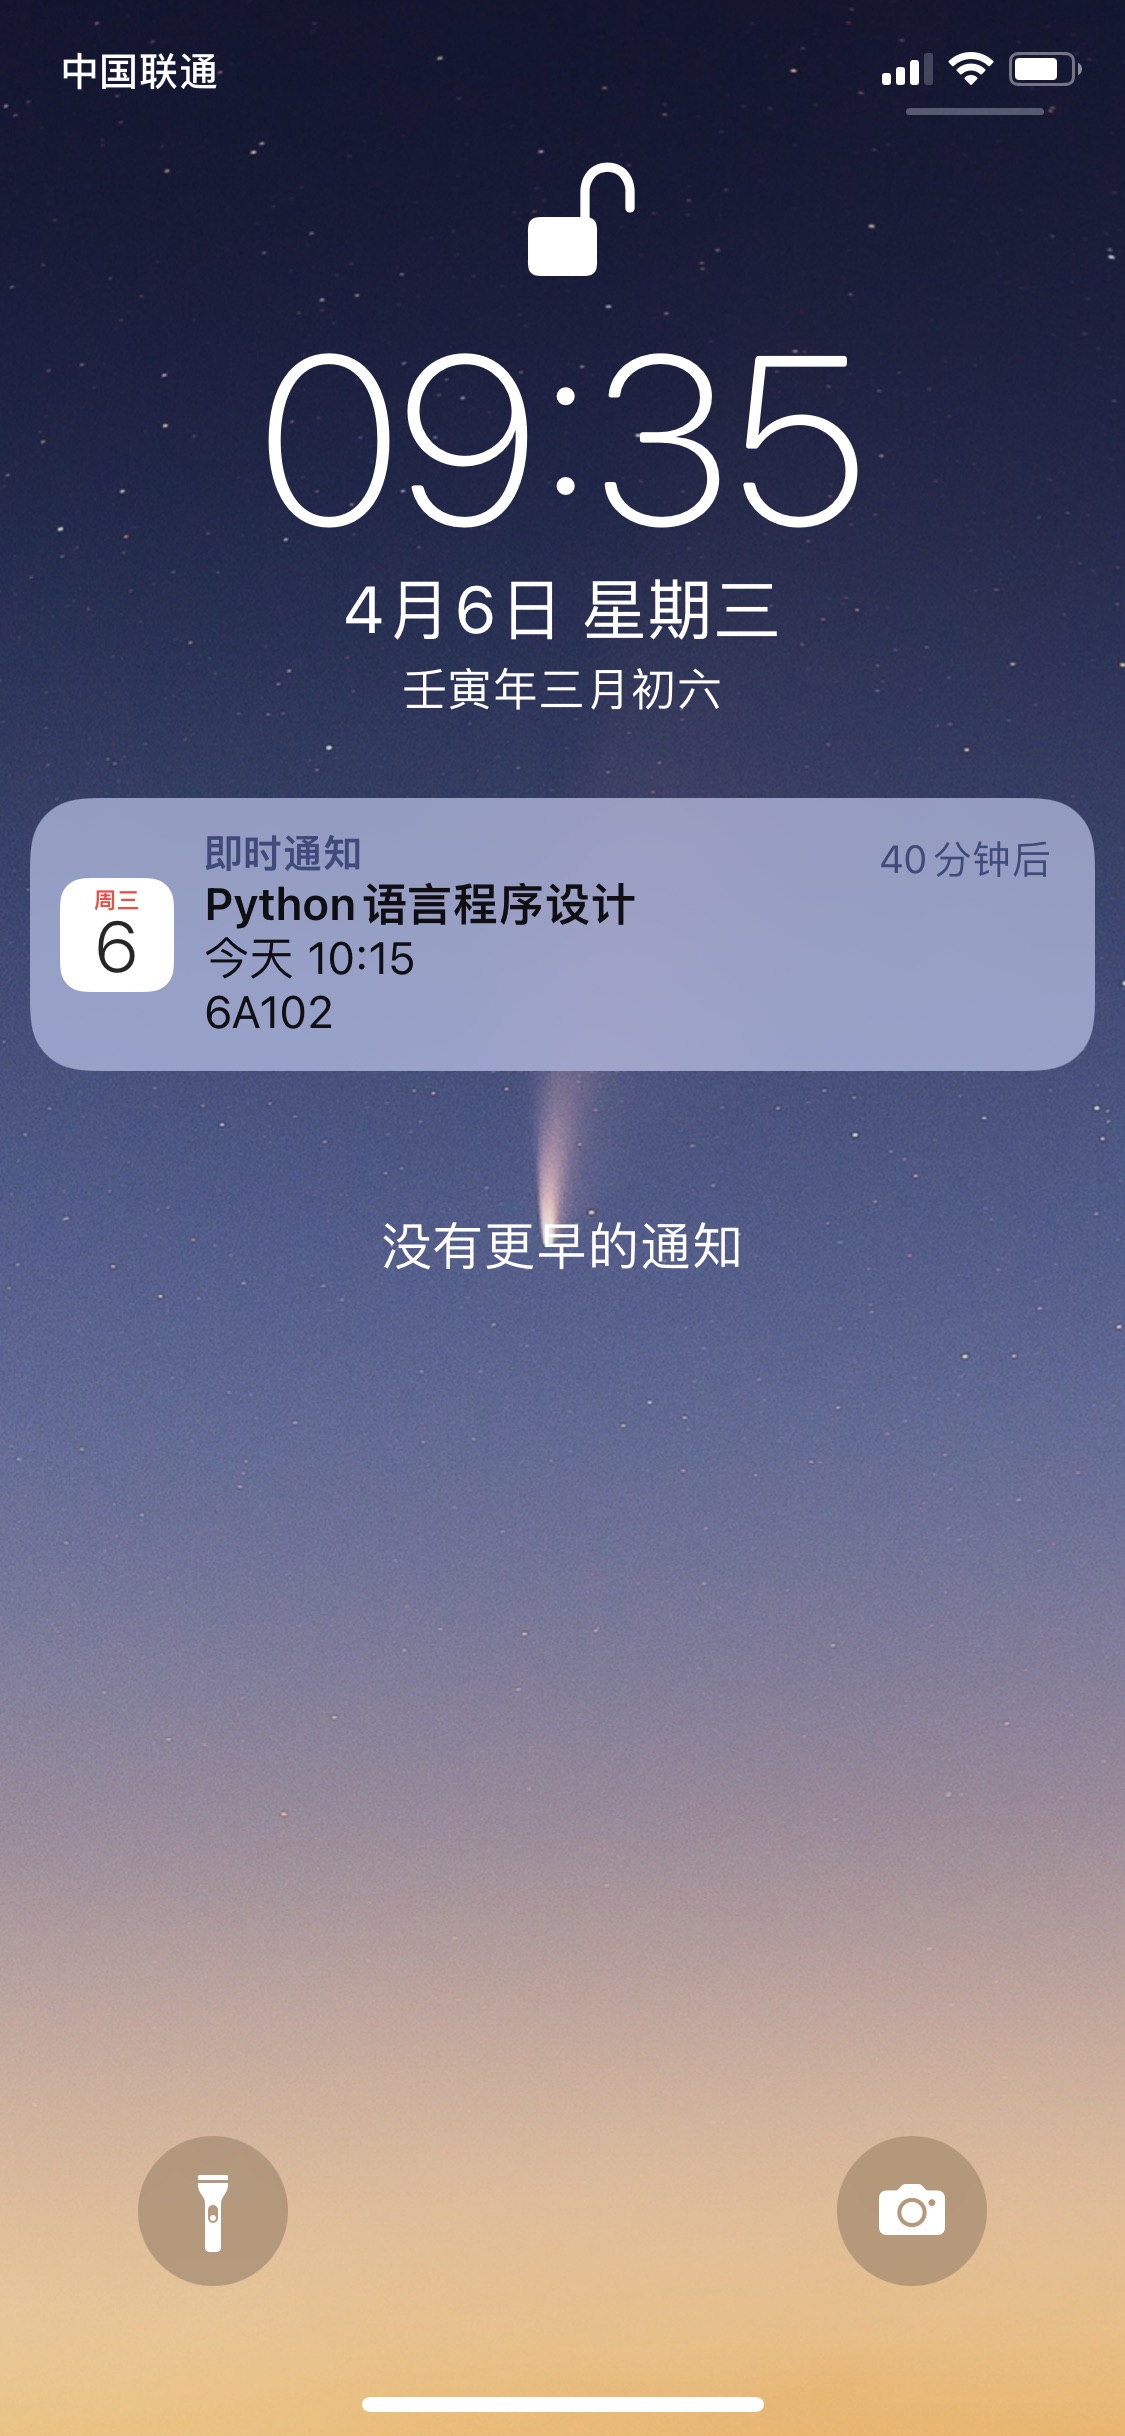 中国联通
09:35
4月6日 星期三
壬寅年三月初六
即时通知
40分钟后
周三
6
Python语言程序设计
今天 10:15
6A102
没有更早的通知